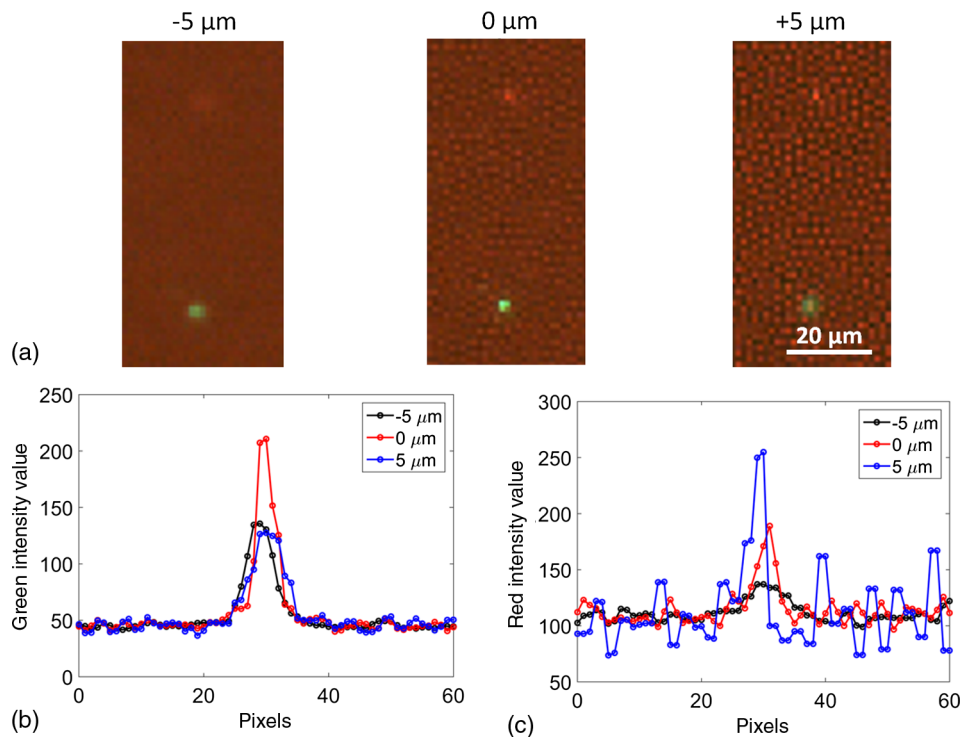 -5 μm
0 μm
+5 μm
20 μm
(a)
250
200
150
100
50
0
0
20
40
60
Green intensity value
Pixels
-5 μm
0 μm
5 μm
(b)
300
250
200
150
100
50
0
20
40
60
Red intensity value
Pixels
-5 μm
0 μm
5 μm
(c)